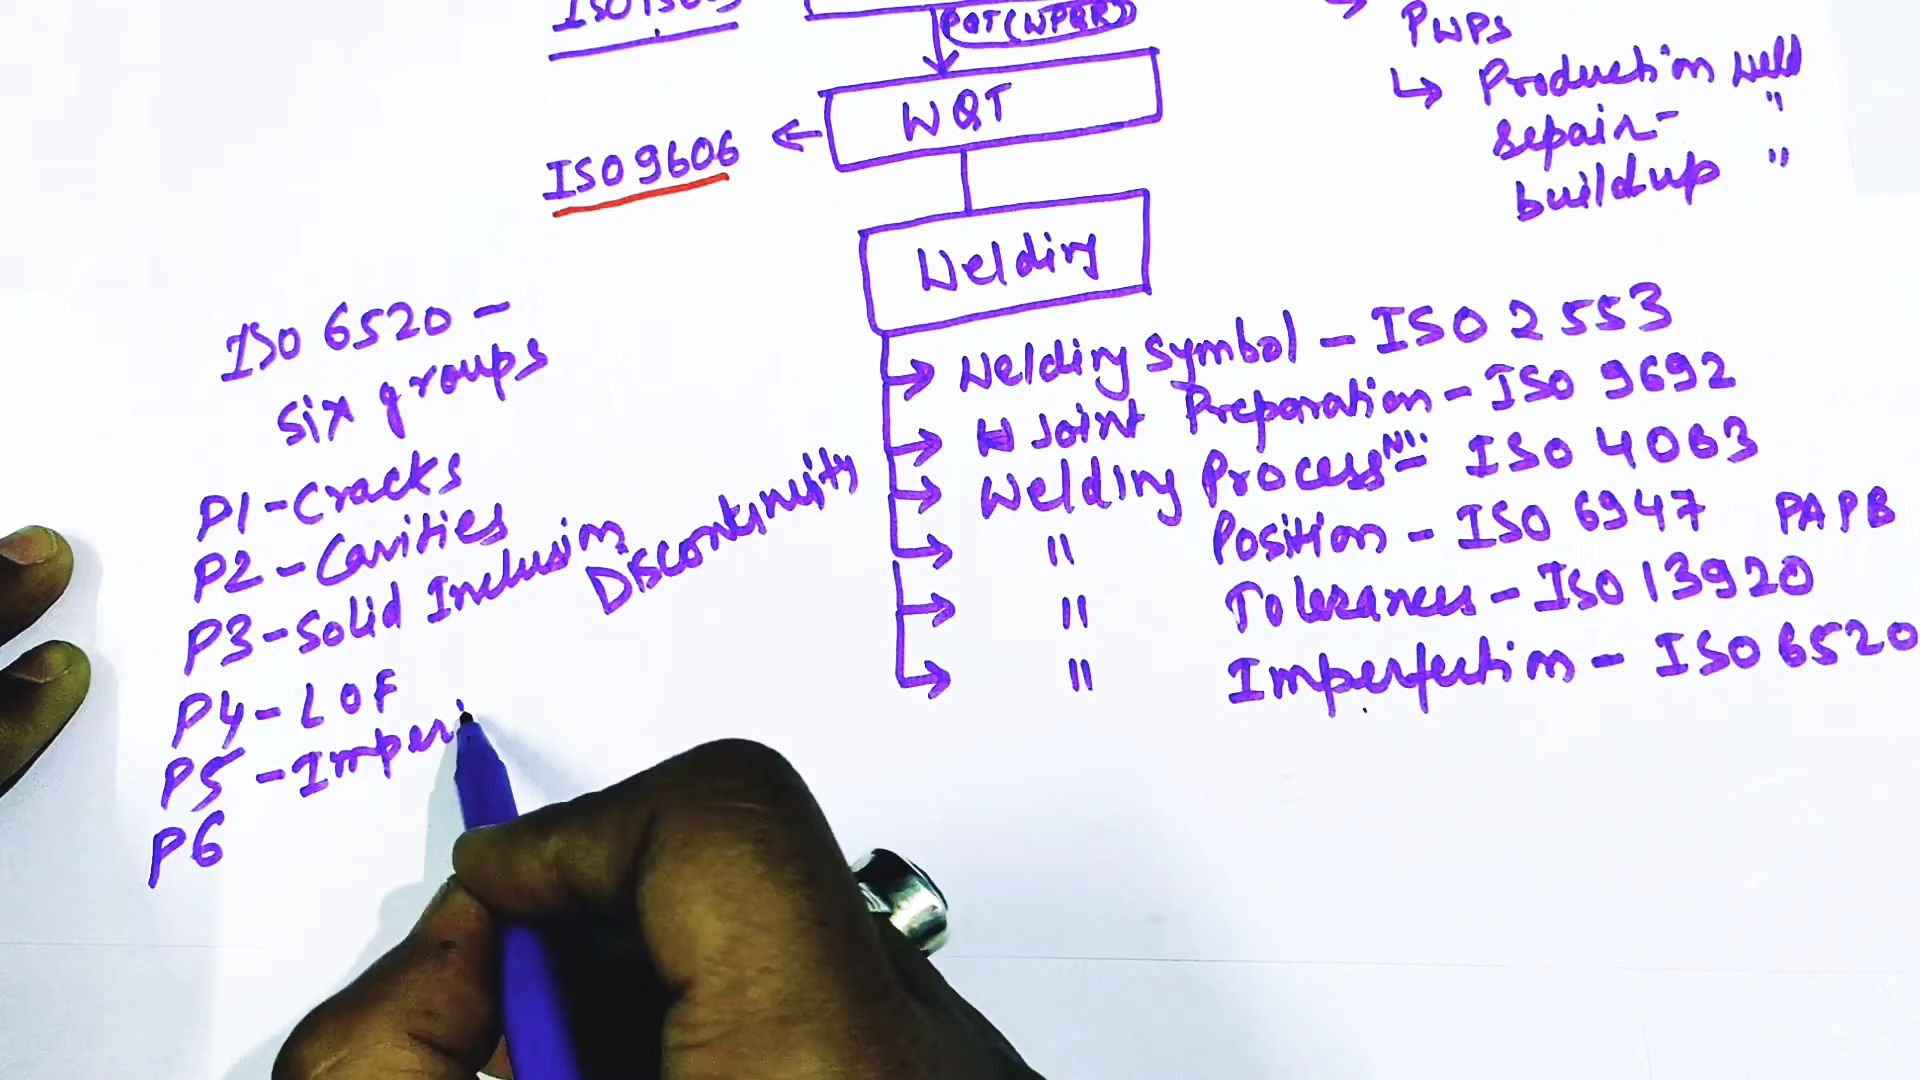 PQT(WPQR)
PWPs
↳ Production weld
WQT
repair- "
ISO 9606 ←
buildup "
Welding
ISO 6520 -
six groups
P1-Cracks
P2-Cavities
P3-Solid Inclusion
P4-LOF
P5-Imper
P6
Discontinuity
→ Welding symbol - ISO 2553
→ Joint Preparation - ISO 9692
→ Welding Process - ISO 4063
→ " Position - ISO 6947 PA PB
→ " Tolerances - ISO 13920
→ " Imperfection - ISO 6520